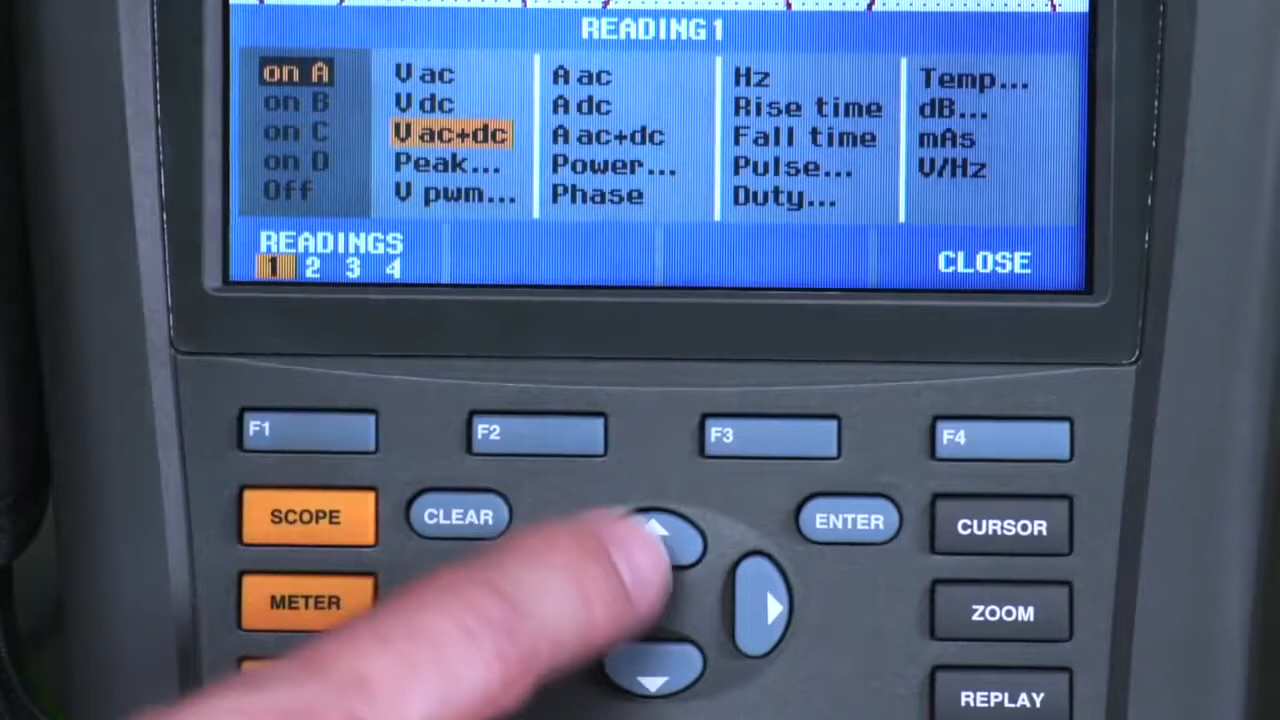 READING 1
on A V ac A ac Hz Temp...
on B V dc A dc Rise time dB...
on C V ac+dc A ac+dc Fall time mAs
on D Peak... Power... Pulse... V/Hz
Off V pwm... Phase Duty...
READINGS
1 2 3 4 CLOSE
F1 F2 F3 F4
SCOPE CLEAR ENTER CURSOR
METER ZOOM
REPLAY